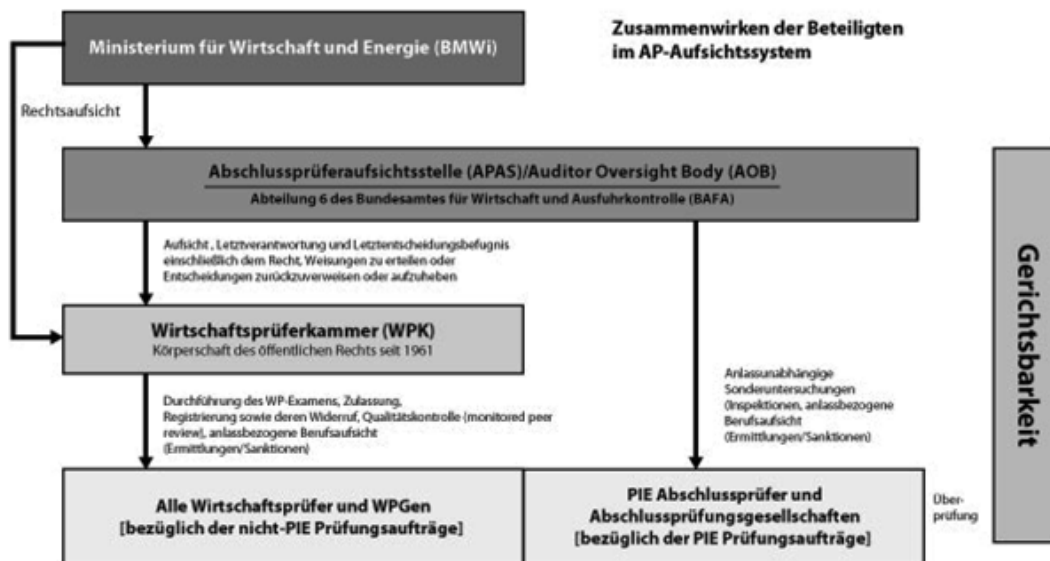 Ministerium für Wirtschaft und Energie (BMWi)
Zusammenwirken der Beteiligten
im AP-Aufsichtssystem
Rechtsaufsicht
Abschlussprüferaufsichtsstelle (APAS)/Auditor Oversight Body (AOB)
Abteilung 6 des Bundesamtes für Wirtschaft und Ausfuhrkontrolle (BAFA)
Aufsicht , Letztverantwortung und Letztentscheidungsbefugnis
einschließlich dem Recht, Weisungen zu erteilen oder
Entscheidungen zurückzuverweisen oder aufzuheben
Wirtschaftsprüferkammer (WPK)
Körperschaft des öffentlichen Rechts seit 1961
Durchführung des WP-Examens, Zulassung,
Registrierung sowie deren Widerruf, Qualitätskontrolle (monitored peer
review), anlassbezogene Berufsaufsicht
(Ermittlungen/Sanktionen)
Anlassunabhängige
Sonderuntersuchungen
(Inspektionen, anlassbezogene
Berufsaufsicht
(Ermittlungen/Sanktionen)
Alle Wirtschaftsprüfer und WPGen
[bezüglich der nicht-PIE Prüfungsaufträge]
PIE Abschlussprüfer und
Abschlussprüfungsgesellschaften
[bezüglich der PIE Prüfungsaufträge]
Über-
prüfung
Gerichtsbarkeit